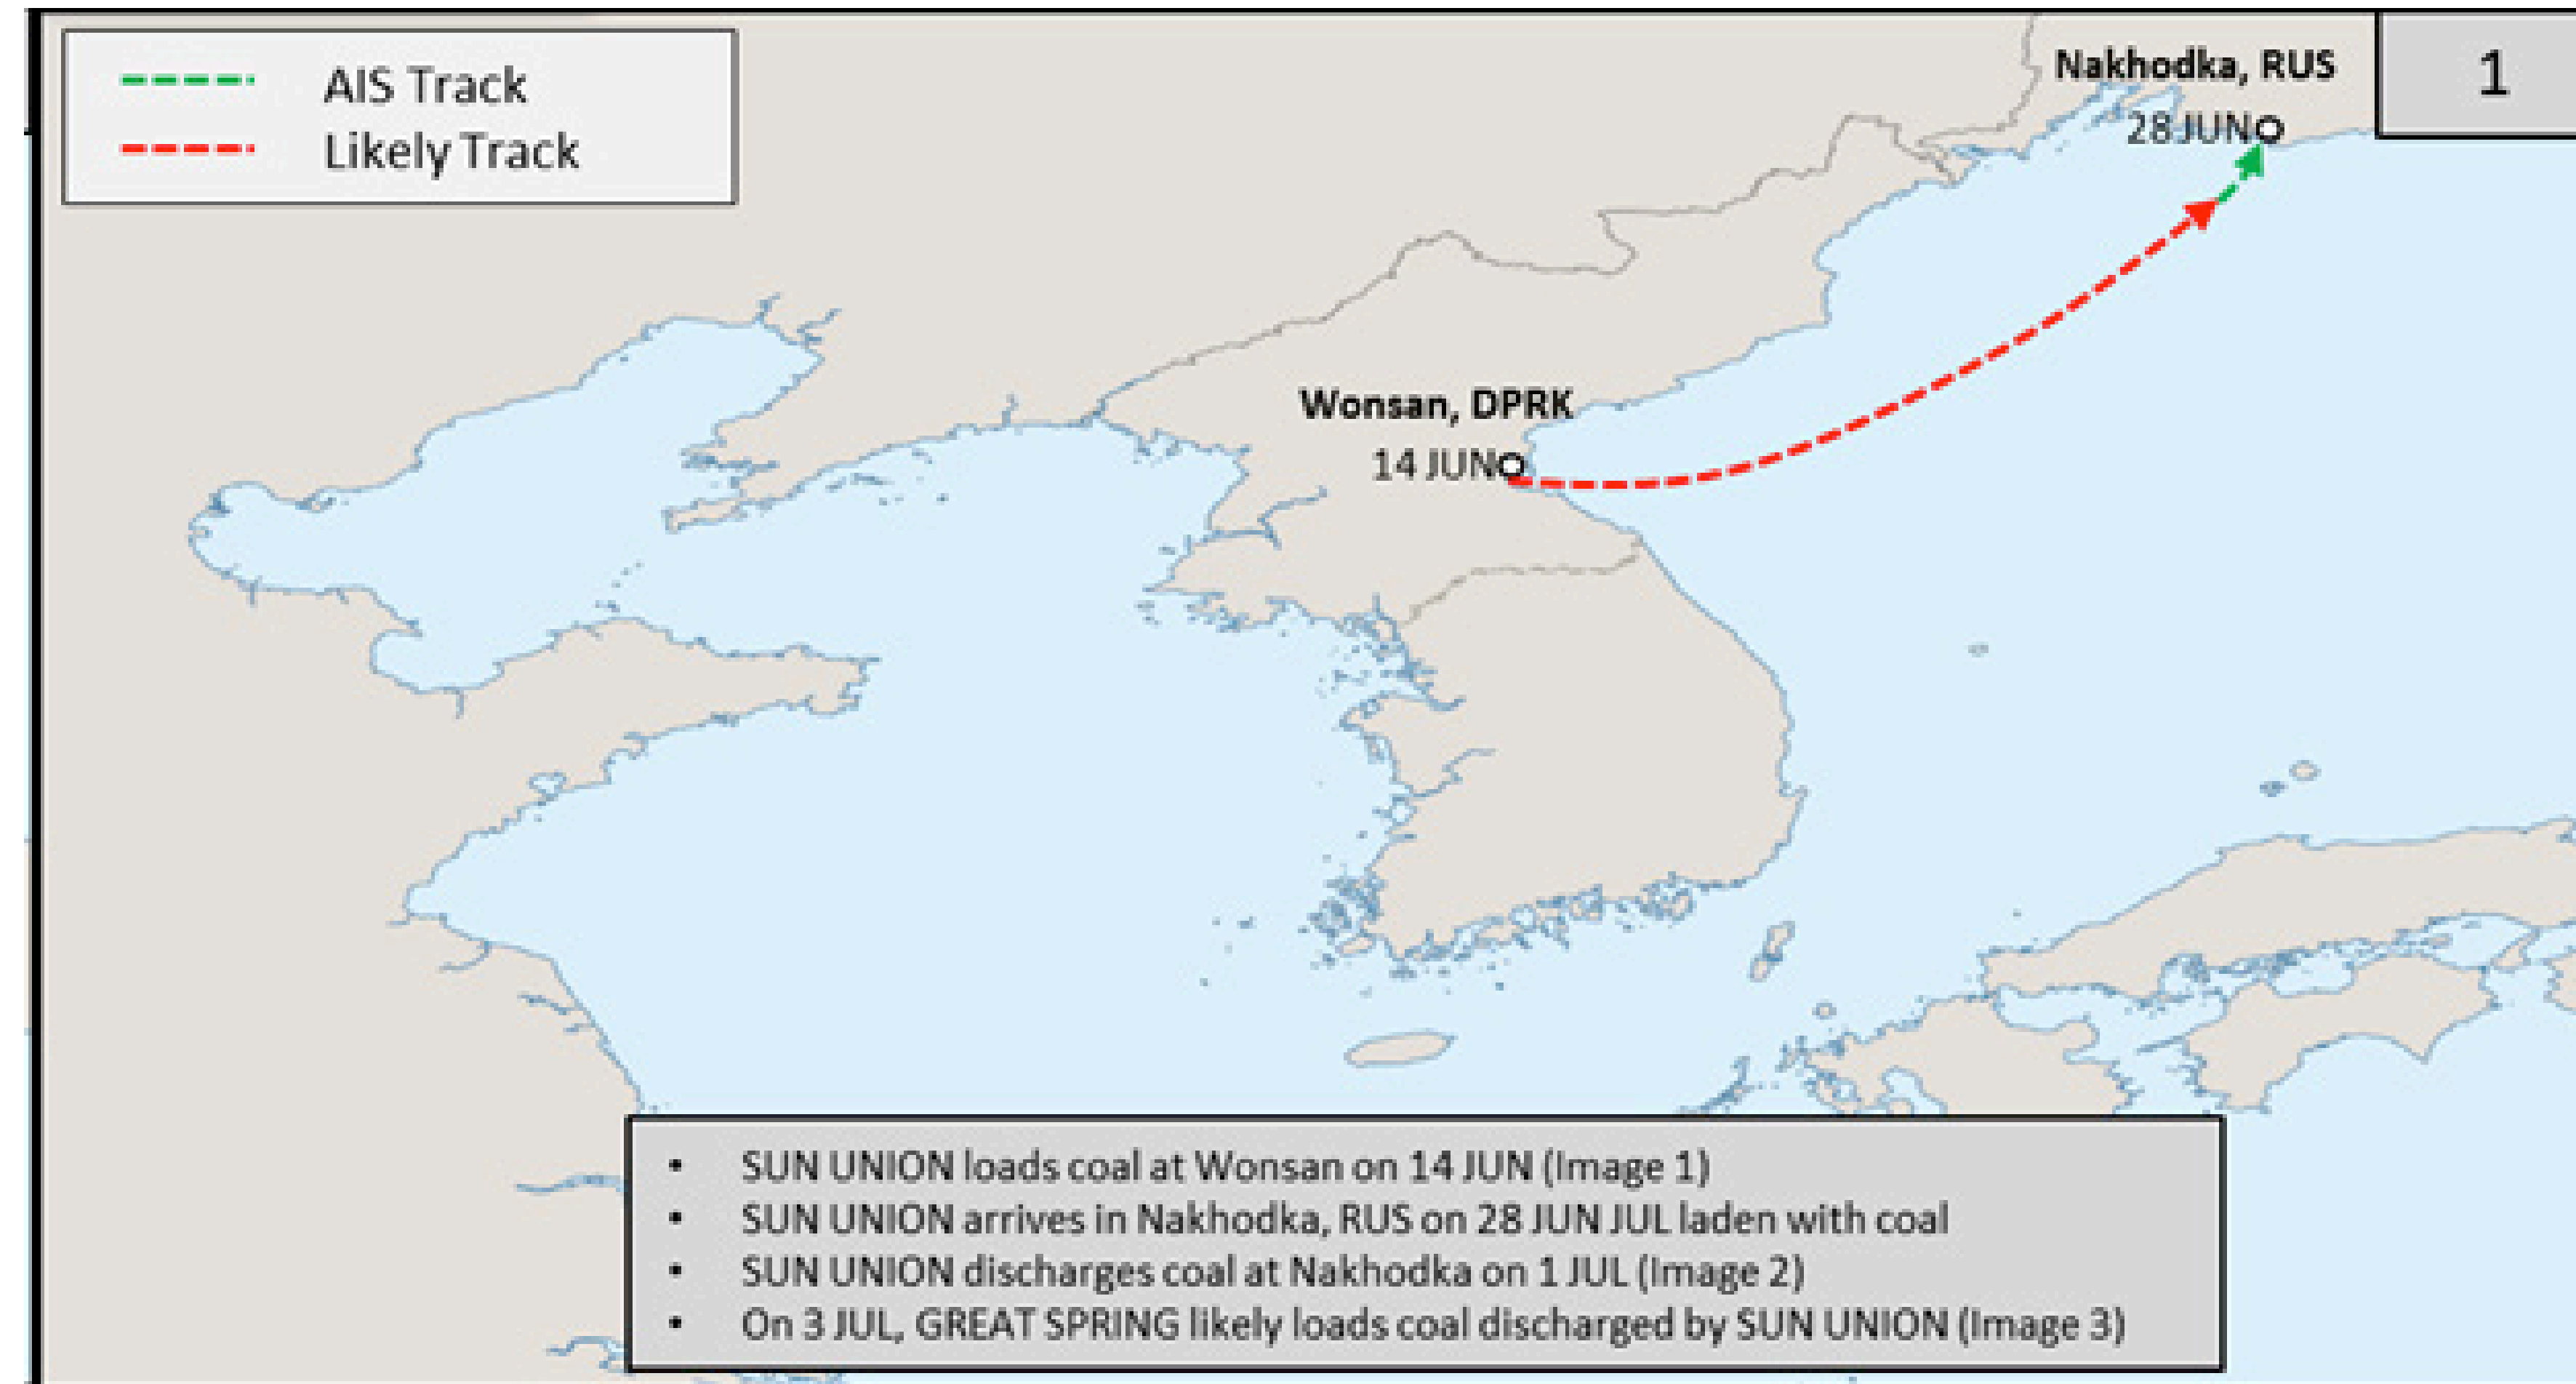 AIS Track
Likely Track
1
Nakhodka, RUS
28 JUN
Wonsan, DPRK
14 JUN
• SUN UNION loads coal at Wonsan on 14 JUN (Image 1)
• SUN UNION arrives in Nakhodka, RUS on 28 JUN JUL laden with coal
• SUN UNION discharges coal at Nakhodka on 1 JUL (Image 2)
• On 3 JUL, GREAT SPRING likely loads coal discharged by SUN UNION (Image 3)